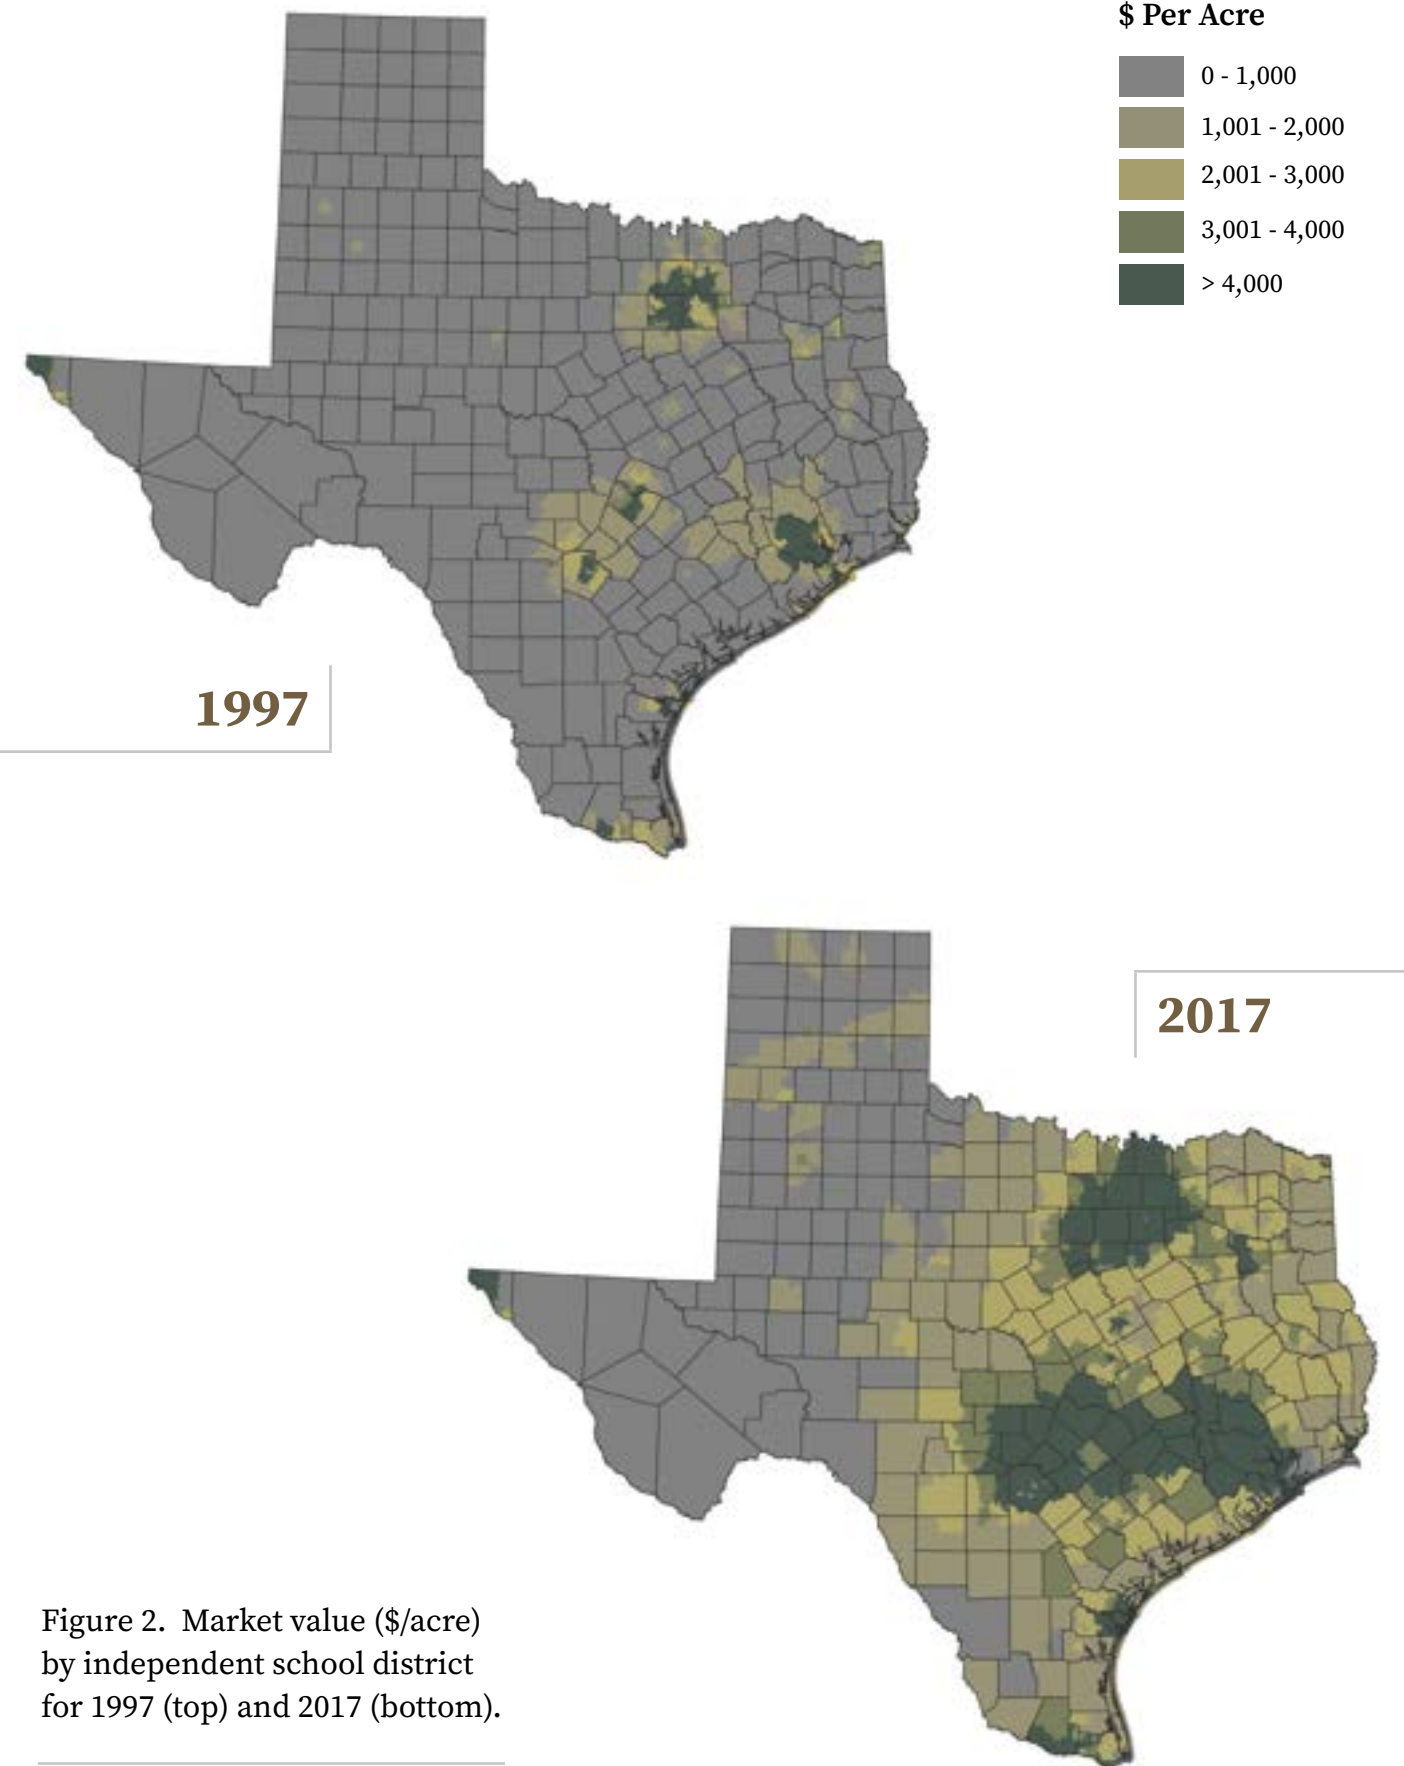 $ Per Acre
0 - 1,000
1,001 - 2,000
2,001 - 3,000
3,001 - 4,000
> 4,000
1997
2017
Figure 2. Market value ($/acre)
by independent school district
for 1997 (top) and 2017 (bottom).